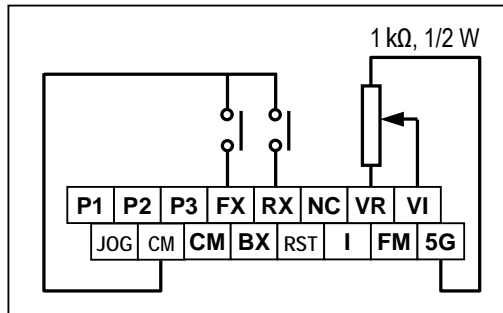 1 kΩ, 1/2 W
P1 P2 P3 FX RX NC VR VI
JOG CM CM BX RST I FM 5G